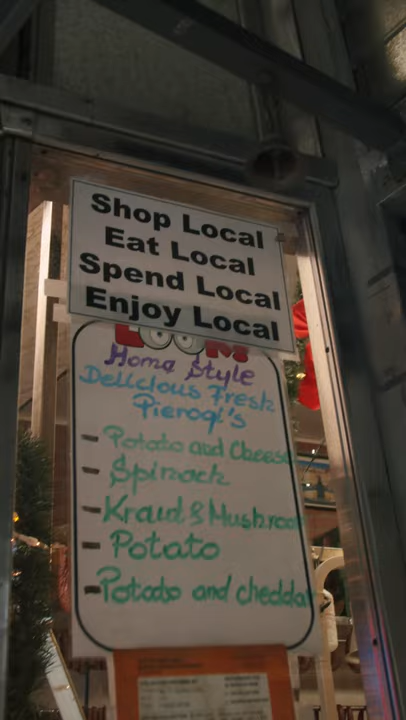 Shop Local
Eat Local
Spend Local
Enjoy Local
Home Style
Delicious Fresh
Pierogi's
- Potato and Cheese
- Spinach
- Kraut & Mushroom
- Potato
- Potato and cheddar